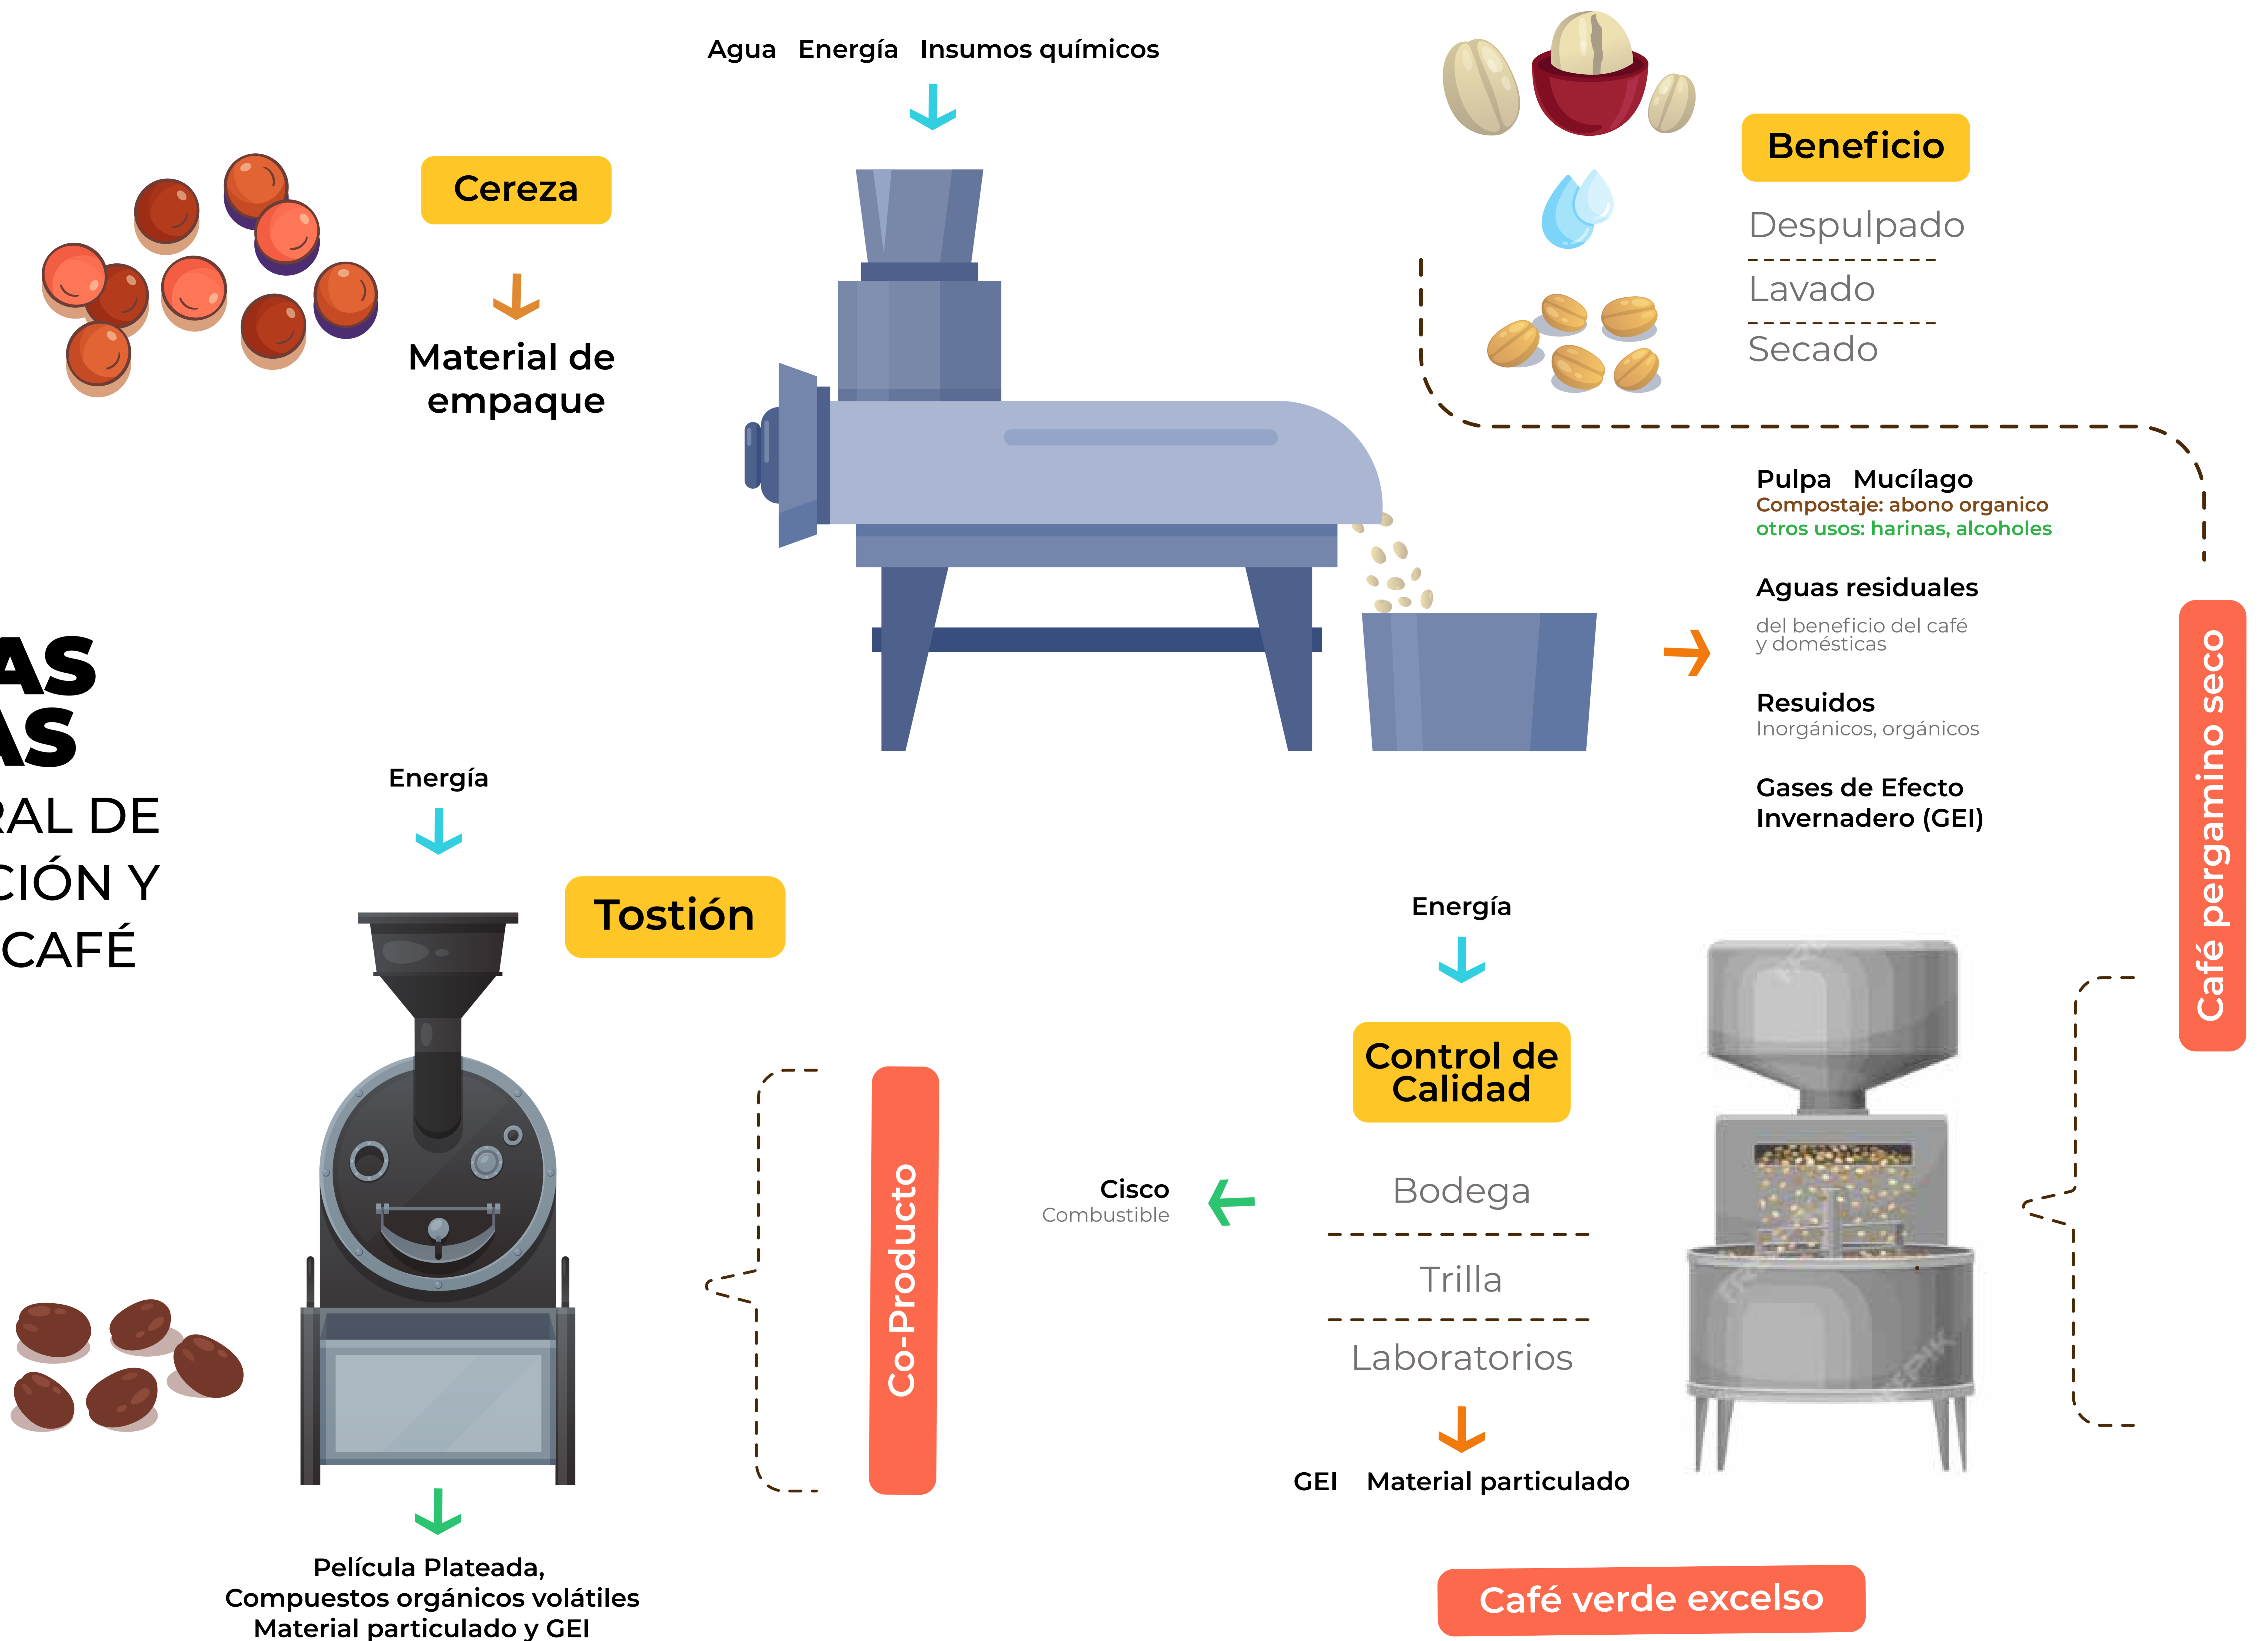 Agua Energía Insumos químicos
Cereza
Material de
empaque
Beneficio
Despulpado
Lavado
Secado
Pulpa Mucílago
Compostaje: abono organico
otros usos: harinas, alcoholes
Aguas residuales
del beneficio del café
y domésticas
Resuidos
Inorgánicos, orgánicos
Gases de Efecto
Invernadero (GEI)
Café pergamino seco
AS
AS
RAL DE
CIÓN Y
CAFÉ
Energía
Tostión
Película Plateada,
Compuestos orgánicos volátiles
Material particulado y GEI
Co-Producto
Energía
Control de
Calidad
Bodega
Trilla
Laboratorios
Cisco
Combustible
GEI Material particulado
Café verde excelso